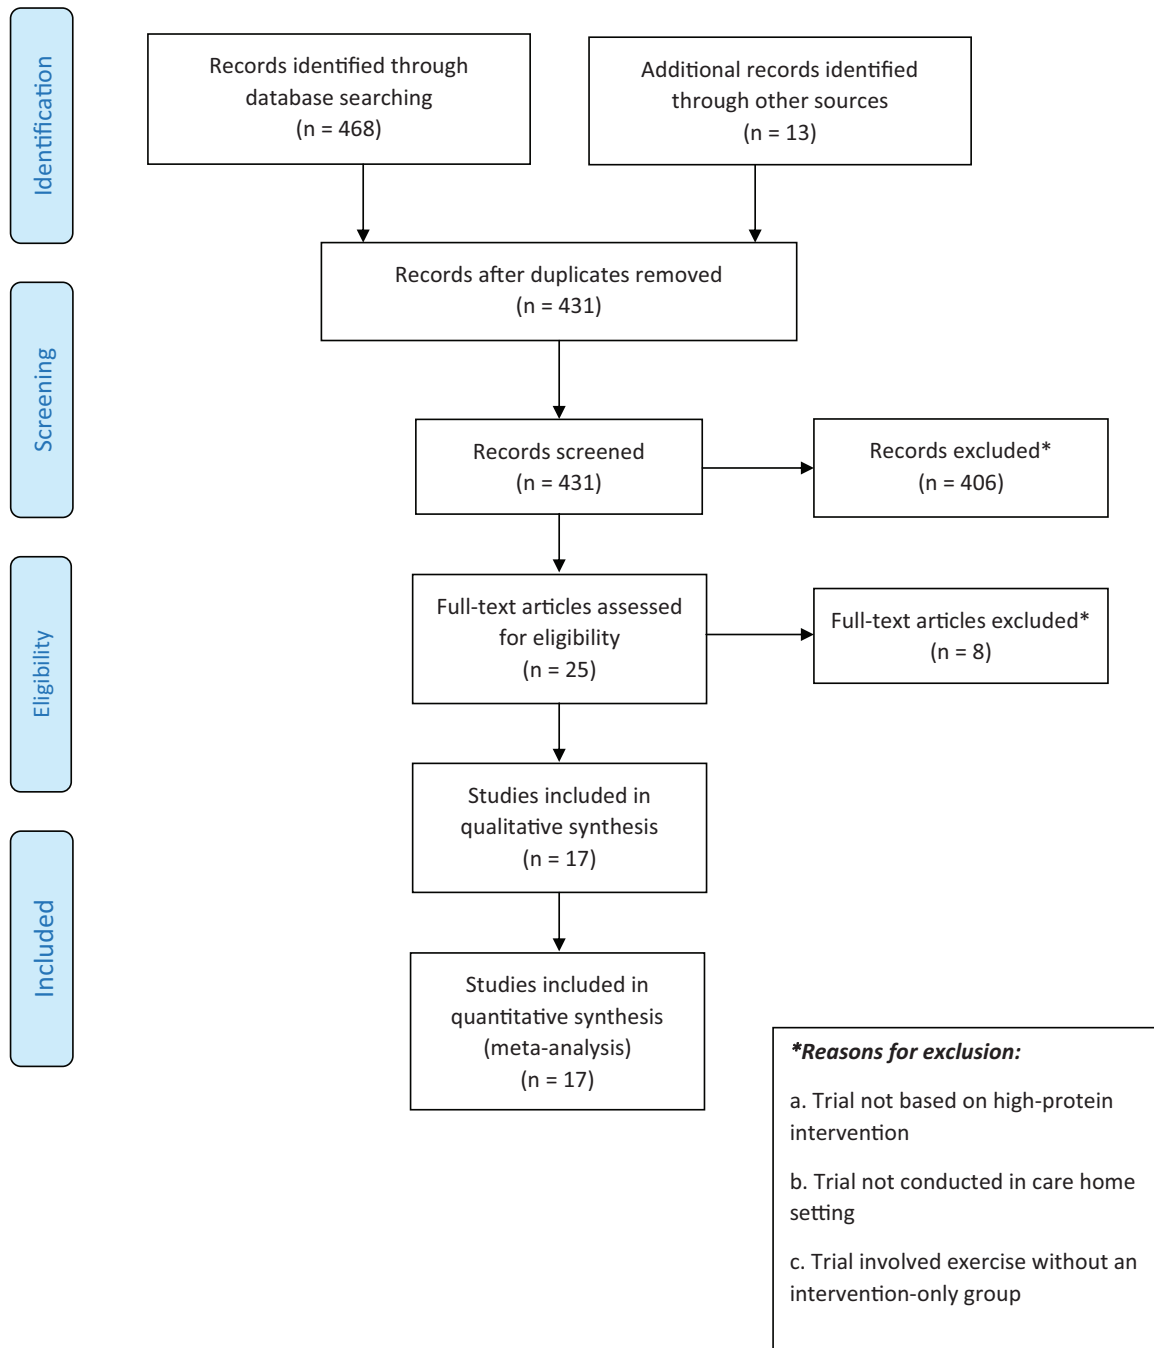 Identification
Records identified through
database searching
(n = 468)
Additional records identified
through other sources
(n = 13)
Records after duplicates removed
(n = 431)
Screening
Records screened
(n = 431)
Records excluded*
(n = 406)
Eligibility
Full-text articles assessed
for eligibility
(n = 25)
Full-text articles excluded*
(n = 8)
Studies included in
qualitative synthesis
(n = 17)
Included
Studies included in
quantitative synthesis
(meta-analysis)
(n = 17)
*Reasons for exclusion:
a. Trial not based on high-protein
intervention
b. Trial not conducted in care home
setting
c. Trial involved exercise without an
intervention-only group